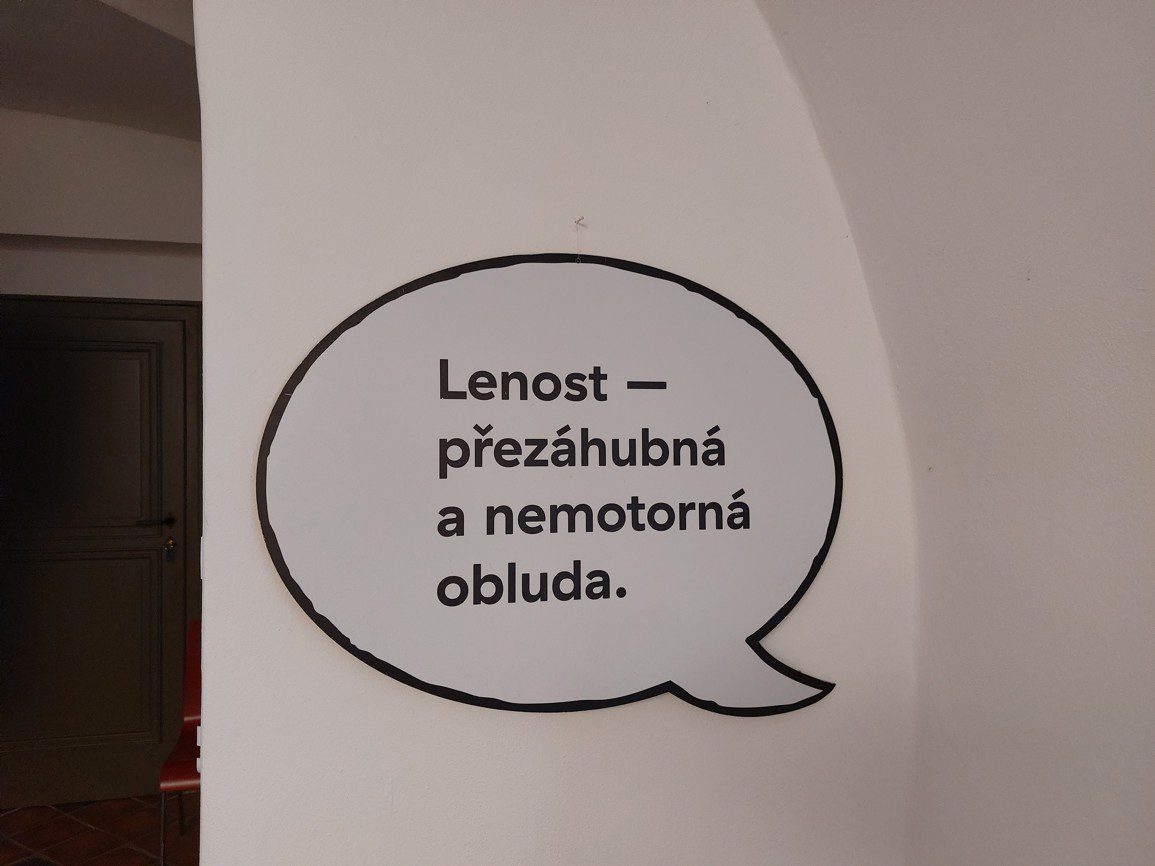 Lenost —
přezáhubná
a nemotorná
obluda.